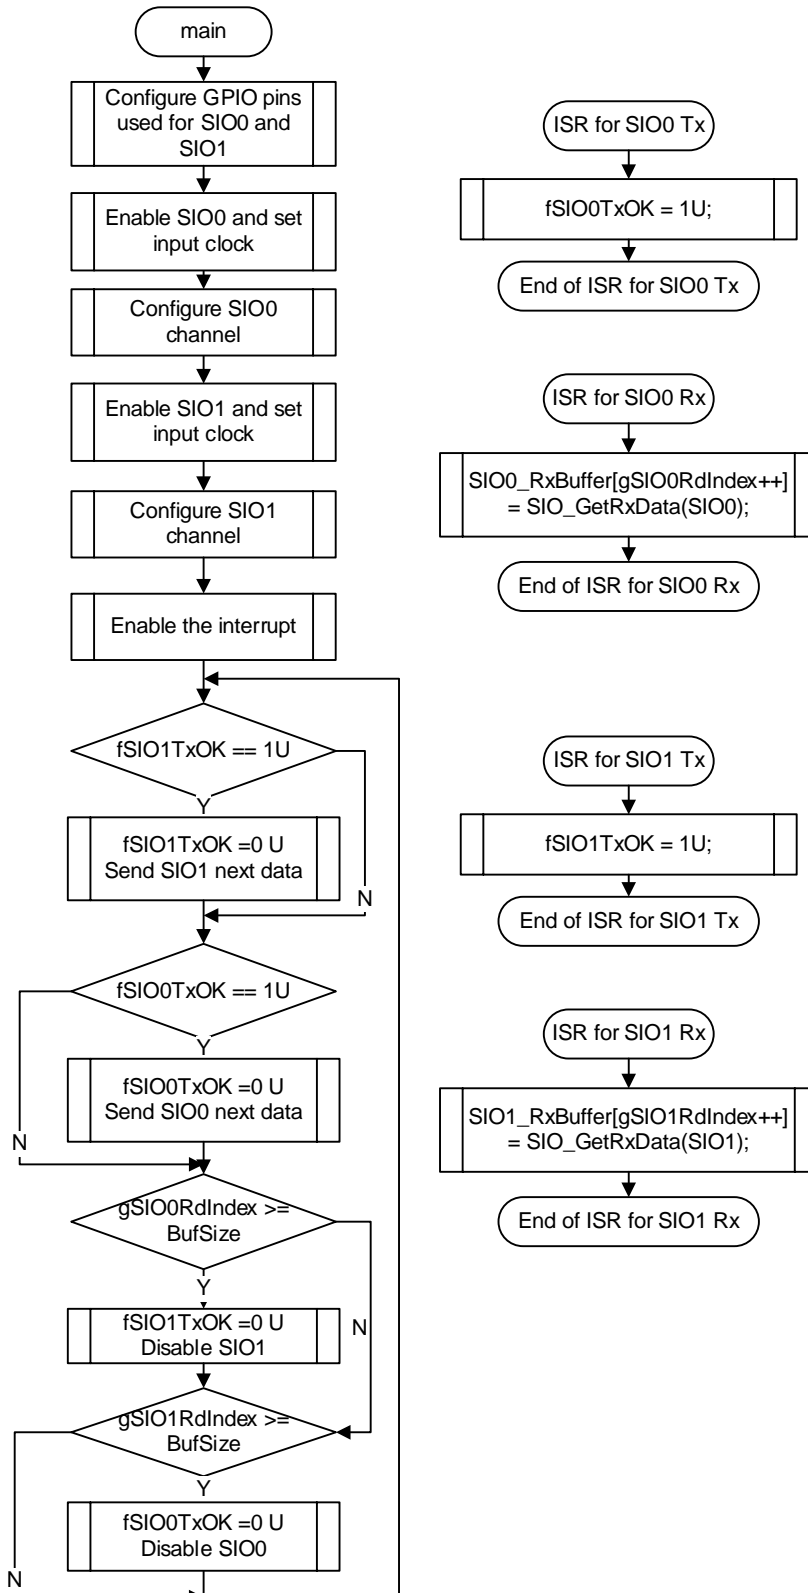 main
Configure GPIO pins
used for SIO0 and
SIO1
Enable SIO0 and set
input clock
Configure SIO0
channel
Enable SIO1 and set
input clock
Configure SIO1
channel
Enable the interrupt
fSIO1TxOK == 1U
Y
fSIO1TxOK =0 U
Send SIO1 next data
N
fSIO0TxOK == 1U
Y
fSIO0TxOK =0 U
Send SIO0 next data
N
gSIO0RdIndex >=
BufSize
Y
fSIO1TxOK =0 U
Disable SIO1
N
gSIO1RdIndex >=
BufSize
Y
fSIO0TxOK =0 U
Disable SIO0
N
ISR for SIO0 Tx
fSIO0TxOK = 1U;
End of ISR for SIO0 Tx
ISR for SIO0 Rx
SIO0_RxBuffer[gSIO0RdIndex++]
= SIO_GetRxData(SIO0);
End of ISR for SIO0 Rx
ISR for SIO1 Tx
fSIO1TxOK = 1U;
End of ISR for SIO1 Tx
ISR for SIO1 Rx
SIO1_RxBuffer[gSIO1RdIndex++]
= SIO_GetRxData(SIO1);
End of ISR for SIO1 Rx